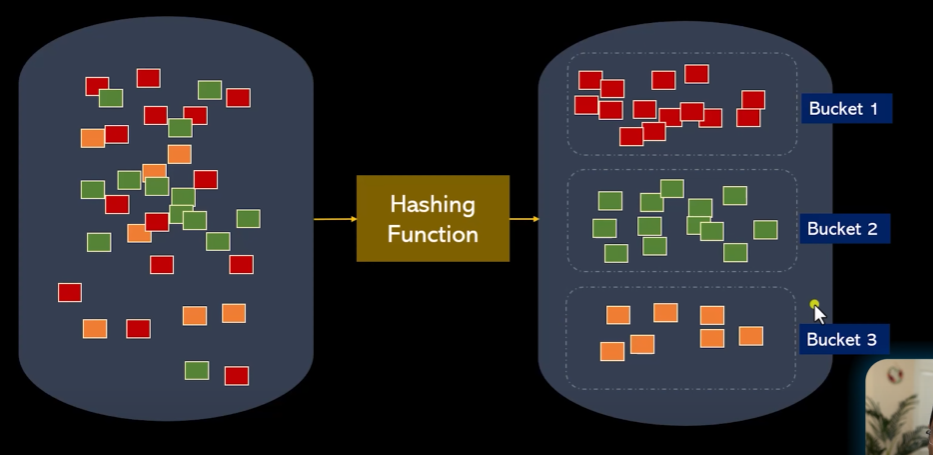 Hashing
Function
Bucket 1
Bucket 2
Bucket 3